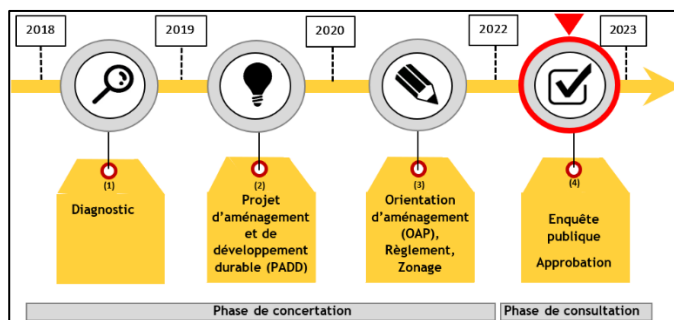 2018
2019
2020
2022
2023
(1)
Diagnostic
(2)
Projet
d'aménagement
et de
développement
durable (PADD)
(3)
Orientation
d'aménagement
(OAP),
Règlement,
Zonage
(4)
Enquête
publique
Approbation
Phase de concertation
Phase de consultation